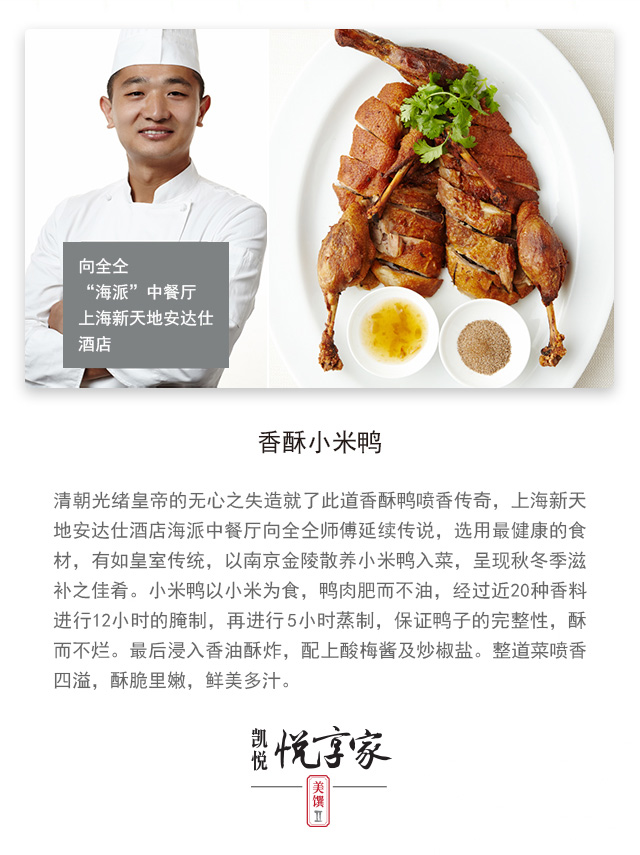 向全仝
“海派”中餐厅
上海新天地安达仕
酒店
香酥小米鸭
清朝光绪皇帝的无心之失造就了此道香酥鸭喷香传奇，上海新天
地安达仕酒店海派中餐厅向全仝师傅延续传说，选用最健康的食
材，有如皇室传统，以南京金陵散养小米鸭入菜，呈现秋冬季滋
补之佳肴。小米鸭以小米为食，鸭肉肥而不油，经过近20种香料
进行12小时的腌制，再进行5小时蒸制，保证鸭子的完整性，酥
而不烂。最后浸入香油酥炸，配上酸梅酱及炒椒盐。整道菜喷香
四溢，酥脆里嫩，鲜美多汁。
凯悦 悦享家
美馔
II